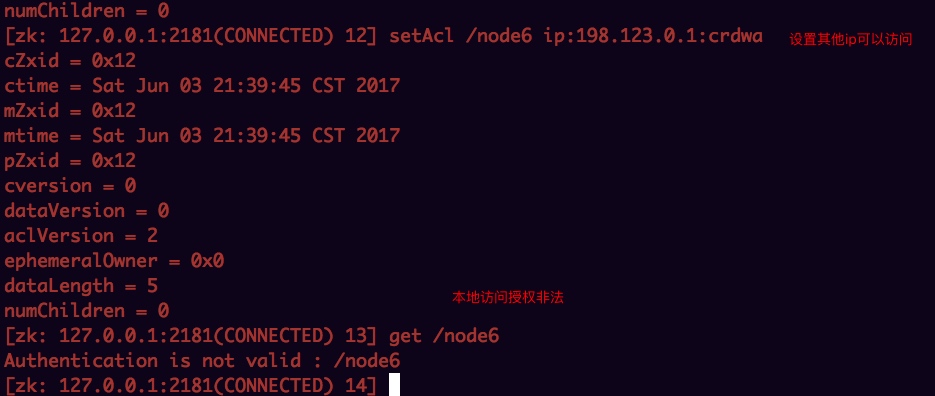 numChildren = 0
[zk: 127.0.0.1:2181(CONNECTED) 12] setAcl /node6 ip:198.123.0.1:crdwa 设置其他ip可以访问
cZxid = 0x12
ctime = Sat Jun 03 21:39:45 CST 2017
mZxid = 0x12
mtime = Sat Jun 03 21:39:45 CST 2017
pZxid = 0x12
cversion = 0
dataVersion = 0
aclVersion = 2
ephemeralOwner = 0x0
dataLength = 5
本地访问授权非法
numChildren = 0
[zk: 127.0.0.1:2181(CONNECTED) 13] get /node6
Authentication is not valid : /node6
[zk: 127.0.0.1:2181(CONNECTED) 14]